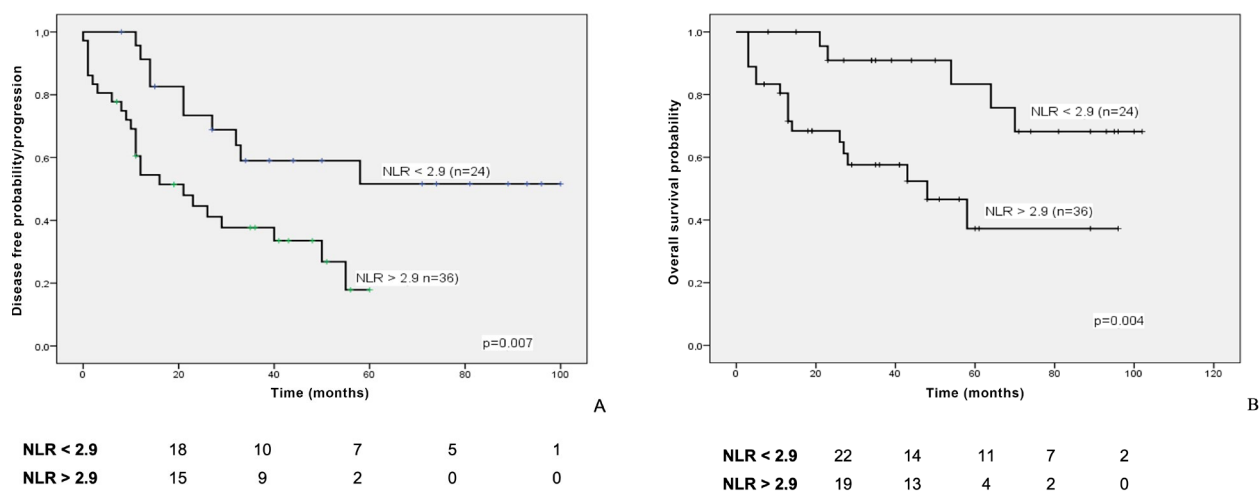 Disease free probability/progression
1,0
0.8
0.6
0.4
0.2
0.0
NLR < 2.9 (n=24)
NLR > 2.9 n=36)
p=0.007
0 20 40 60 80 100
Time (months)
A
NLR < 2.9 18 10 7 5 1
NLR > 2.9 15 9 2 0 0
Overall survival probability
1.0
0.8
0.6
0.4
0.2
0.0
NLR < 2.9 (n=24)
NLR > 2.9 (n=36)
p=0.004
0 20 40 60 80 100 120
Time (months)
B
NLR < 2.9 22 14 11 7 2
NLR > 2.9 19 13 4 2 0